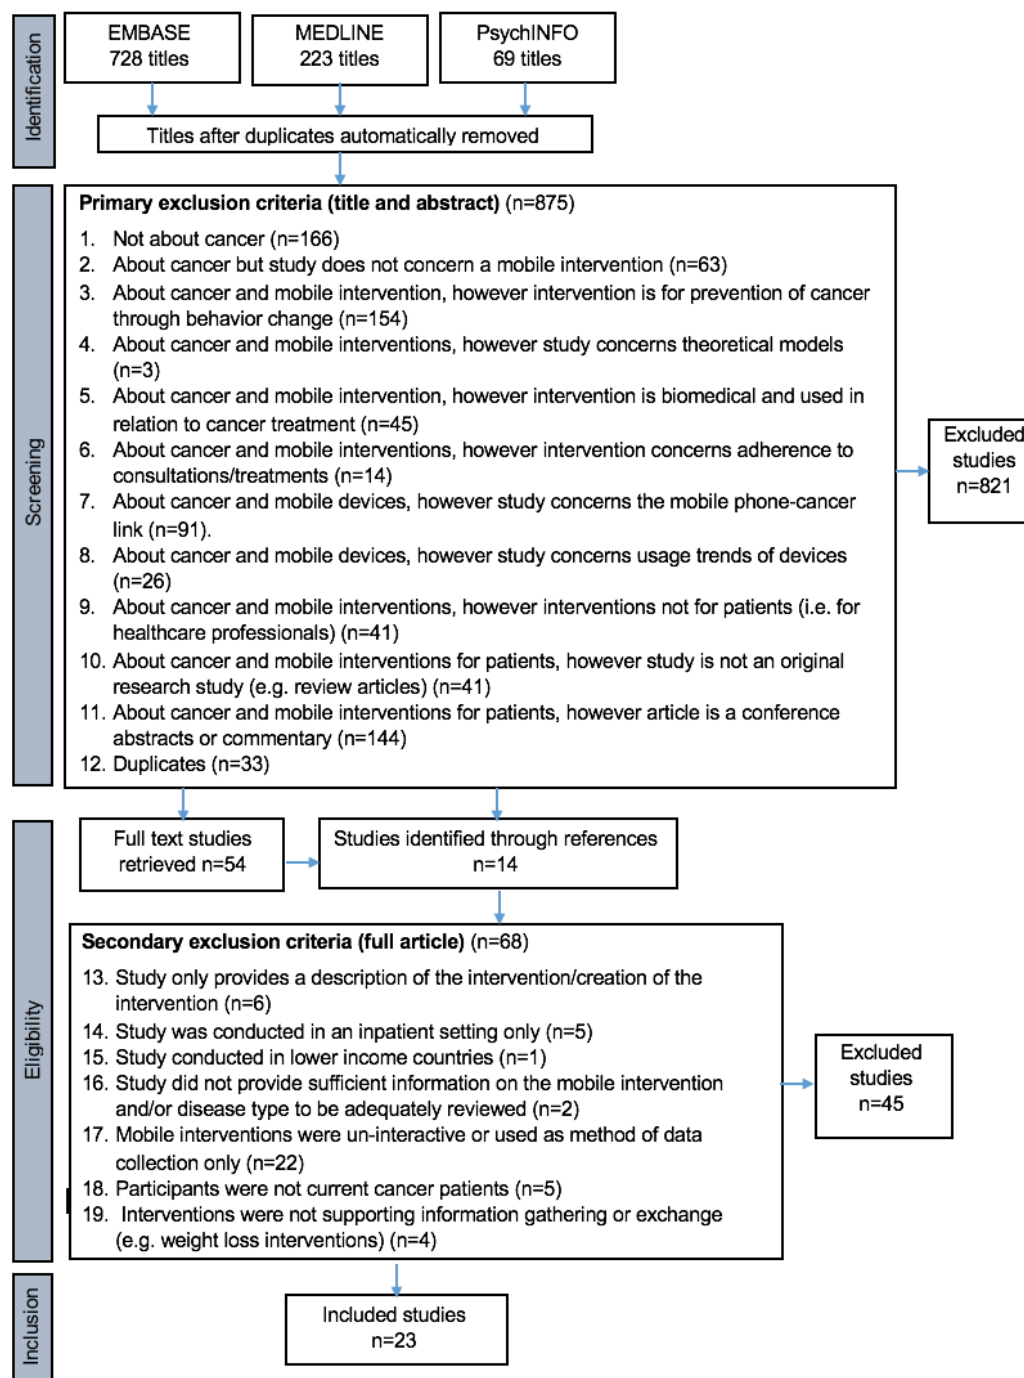 Identification
EMBASE
728 titles
MEDLINE
223 titles
PsychINFO
69 titles
Titles after duplicates automatically removed
Screening
Primary exclusion criteria (title and abstract) (n=875)
1. Not about cancer (n=166)
2. About cancer but study does not concern a mobile intervention (n=63)
3. About cancer and mobile intervention, however intervention is for prevention of cancer
through behavior change (n=154)
4. About cancer and mobile interventions, however study concerns theoretical models
(n=3)
5. About cancer and mobile intervention, however intervention is biomedical and used in
relation to cancer treatment (n=45)
6. About cancer and mobile interventions, however intervention concerns adherence to
consultations/treatments (n=14)
7. About cancer and mobile devices, however study concerns the mobile phone-cancer
link (n=91).
8. About cancer and mobile devices, however study concerns usage trends of devices
(n=26)
9. About cancer and mobile interventions, however interventions not for patients (i.e. for
healthcare professionals) (n=41)
10. About cancer and mobile interventions for patients, however study is not an original
research study (e.g. review articles) (n=41)
11. About cancer and mobile interventions for patients, however article is a conference
abstracts or commentary (n=144)
12. Duplicates (n=33)
Excluded
studies
n=821
Eligibility
Full text studies
retrieved n=54
Studies identified through references
n=14
Secondary exclusion criteria (full article) (n=68)
13. Study only provides a description of the intervention/creation of the
intervention (n=6)
14. Study was conducted in an inpatient setting only (n=5)
15. Study conducted in lower income countries (n=1)
16. Study did not provide sufficient information on the mobile intervention
and/or disease type to be adequately reviewed (n=2)
17. Mobile interventions were un-interactive or used as method of data
collection only (n=22)
18. Participants were not current cancer patients (n=5)
19. Interventions were not supporting information gathering or exchange
(e.g. weight loss interventions) (n=4)
Excluded
studies
n=45
Inclusion
Included studies
n=23